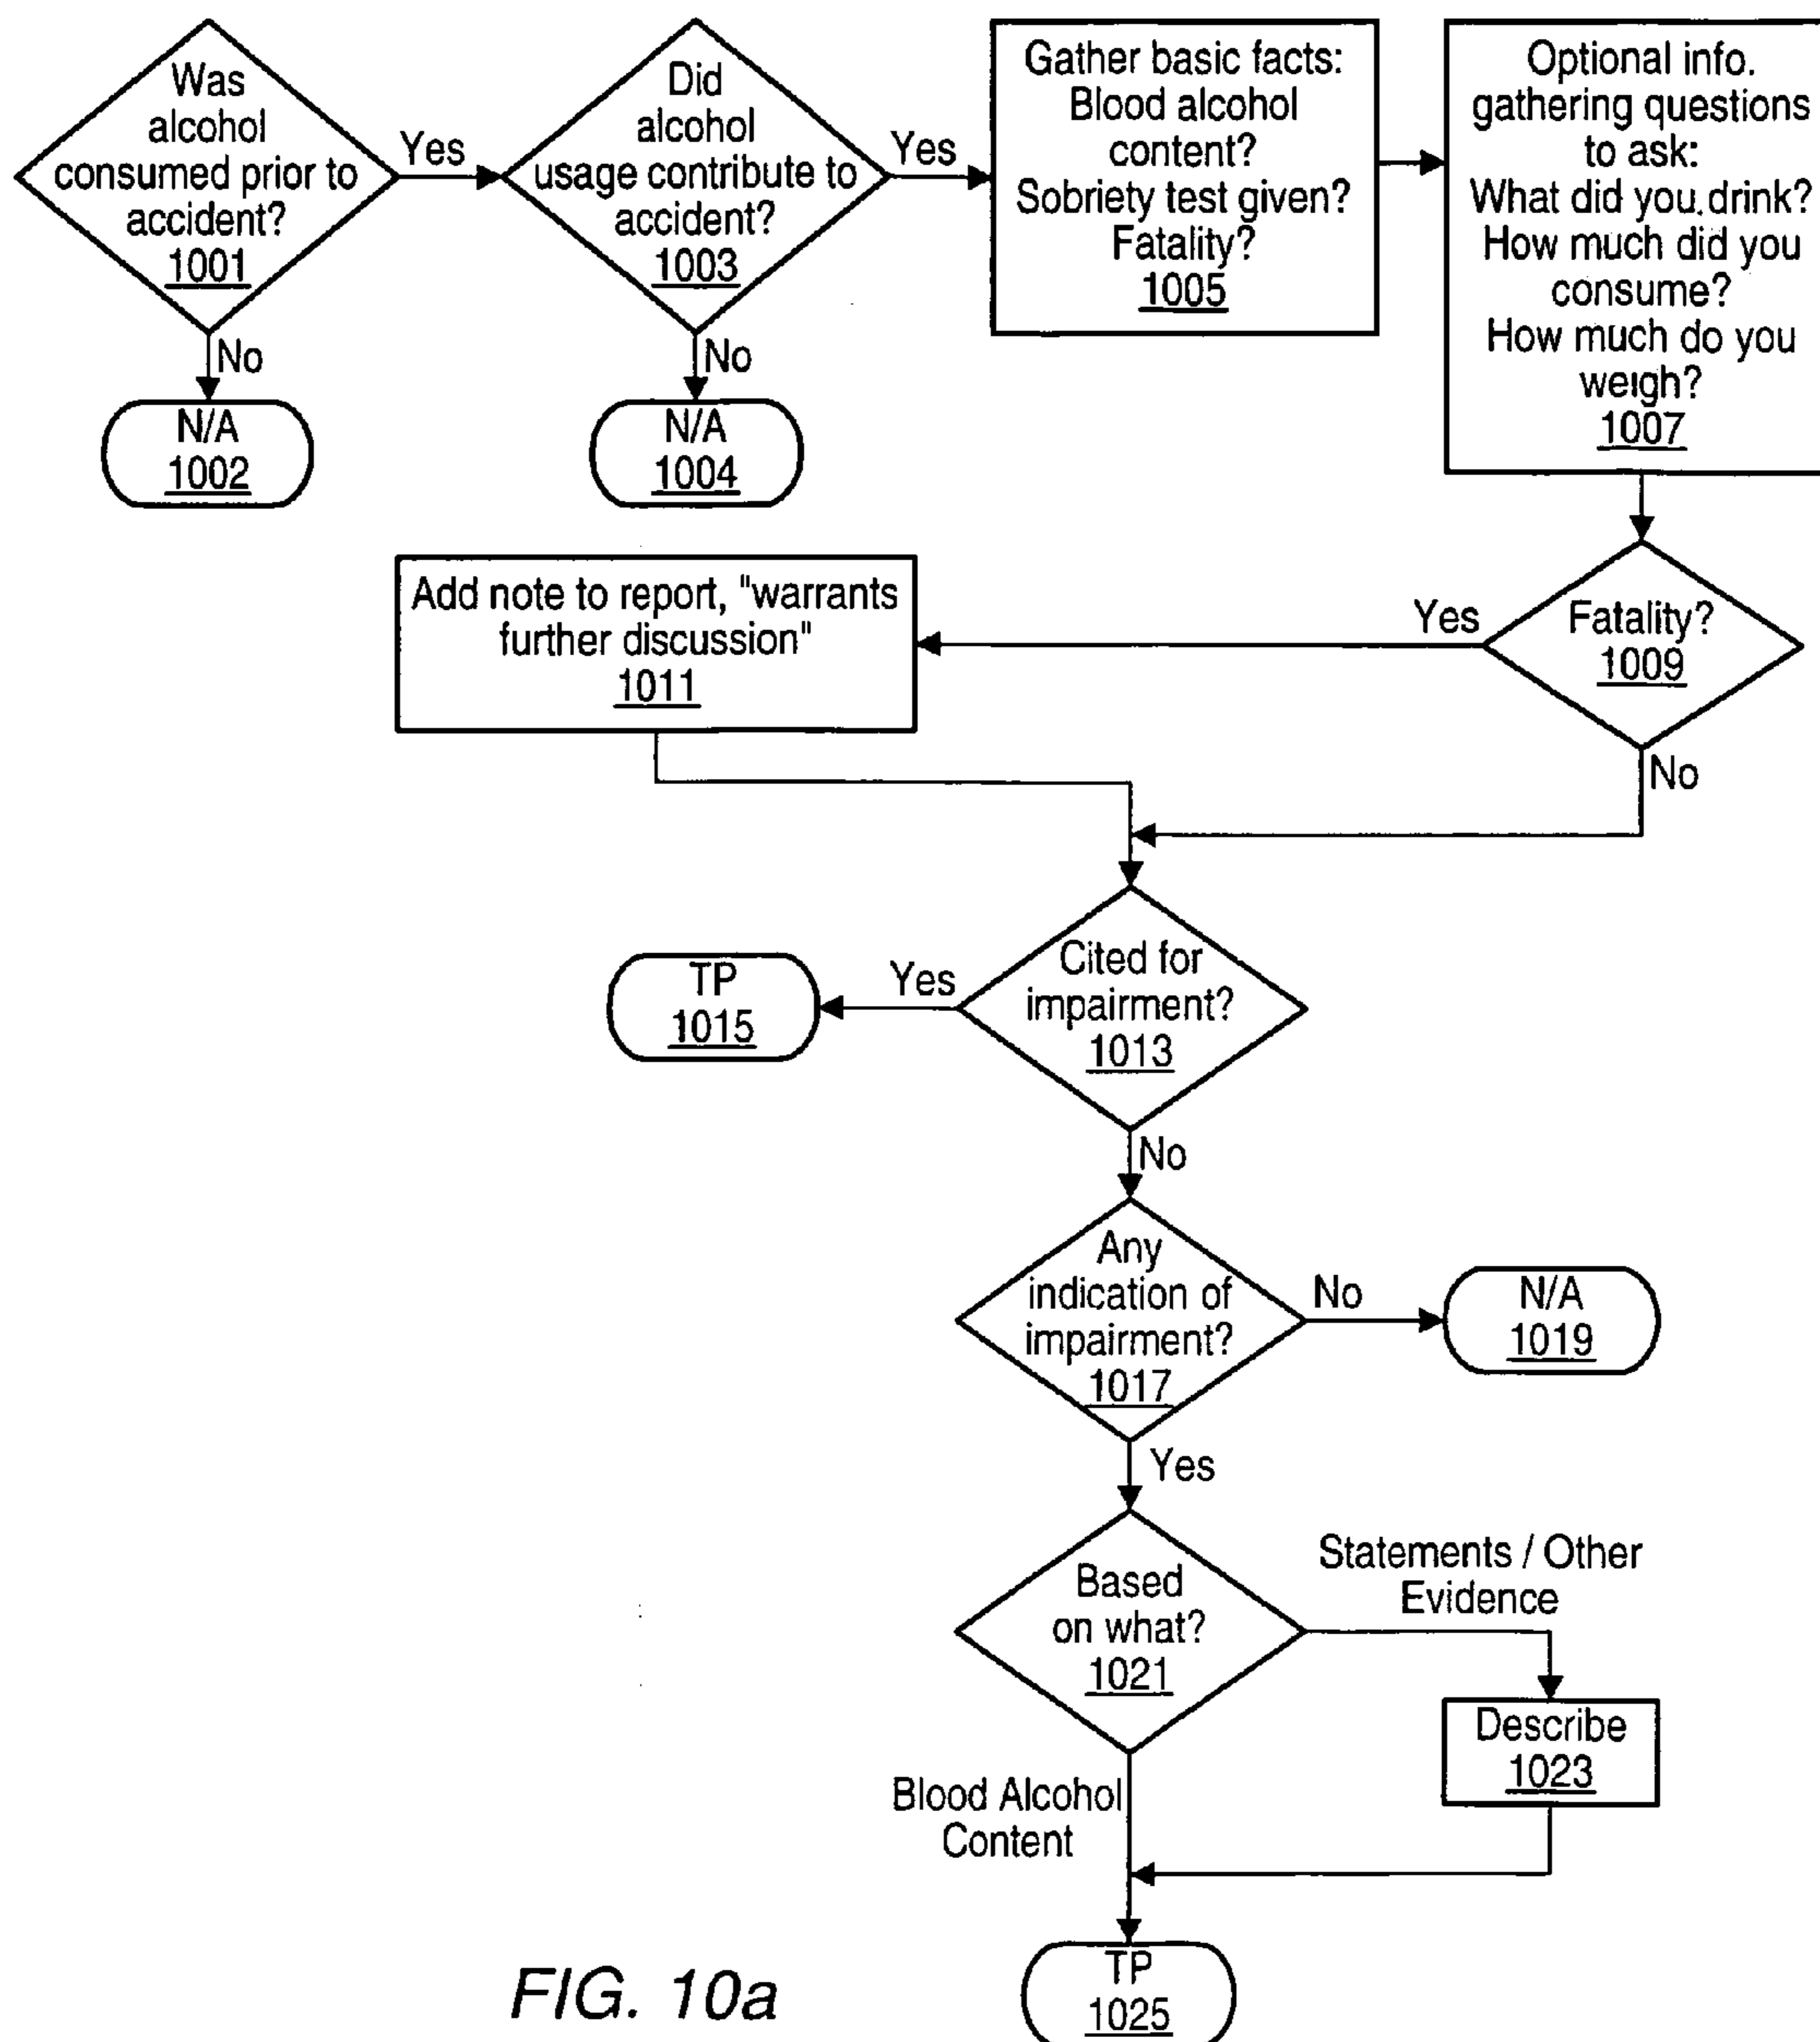 Was
alcohol
consumed prior to
accident?
1001
Yes
No
N/A
1002
Did
alcohol
usage contribute to
accident?
1003
Yes
No
N/A
1004
Gather basic facts:
Blood alcohol
content?
Sobriety test given?
Fatality?
1005
Optional info.
gathering questions
to ask:
What did you drink?
How much did you
consume?
How much do you
weigh?
1007
Fatality?
1009
Yes
No
Add note to report, "warrants
further discussion"
1011
Cited for
impairment?
1013
Yes
TP
1015
No
Any
indication of
impairment?
1017
No
N/A
1019
Yes
Based
on what?
1021
Statements / Other
Evidence
Describe
1023
Blood Alcohol
Content
TP
1025
FIG. 10a